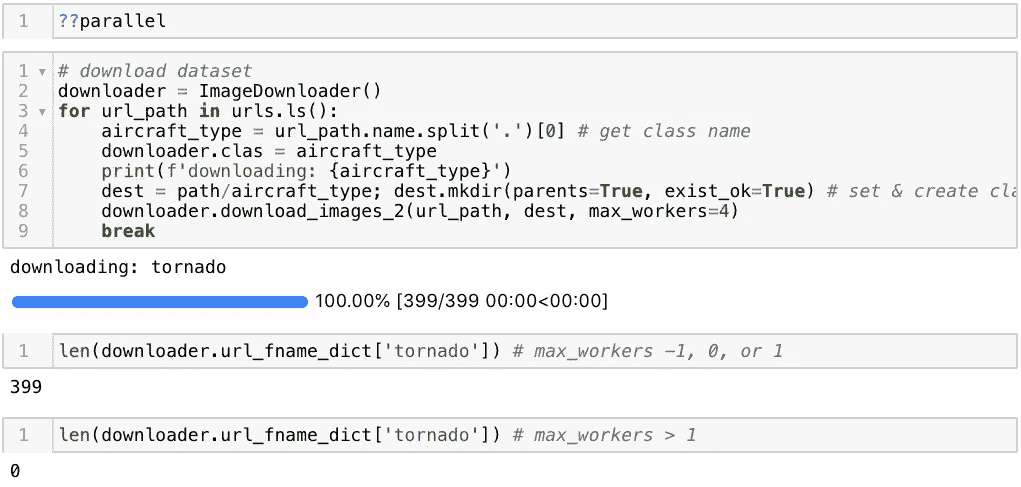 1 ??parallel
1 # download dataset
2 downloader = ImageDownloader()
3 for url_path in urls.ls():
4     aircraft_type = url_path.name.split('.')[0] # get class name
5     downloader.clas = aircraft_type
6     print(f'downloading: {aircraft_type}')
7     dest = path/aircraft_type; dest.mkdir(parents=True, exist_ok=True) # set & create cla
8     downloader.download_images_2(url_path, dest, max_workers=4)
9     break
downloading: tornado
100.00% [399/399 00:00<00:00]
1 len(downloader.url_fname_dict['tornado']) # max_workers -1, 0, or 1
399
1 len(downloader.url_fname_dict['tornado']) # max_workers > 1
0